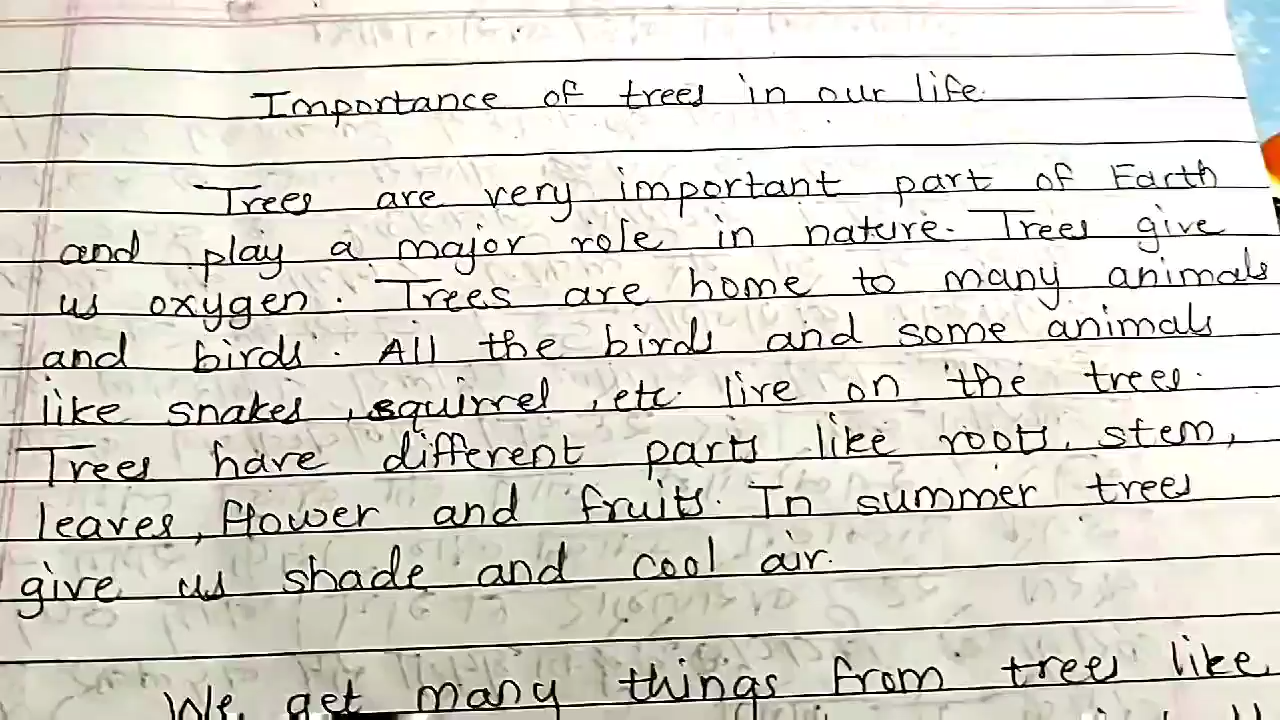 Importance of trees in our life.
Trees are very important part of Earth
and play a major role in nature. Trees give
us oxygen. Trees are home to many animals
and birds. All the birds and some animals
like snakes, squirrel, etc. live on the trees.
Trees have different parts like roots, stem,
leaves, flower and fruits. In summer trees
give us shade and cool air.
We get many things from trees like